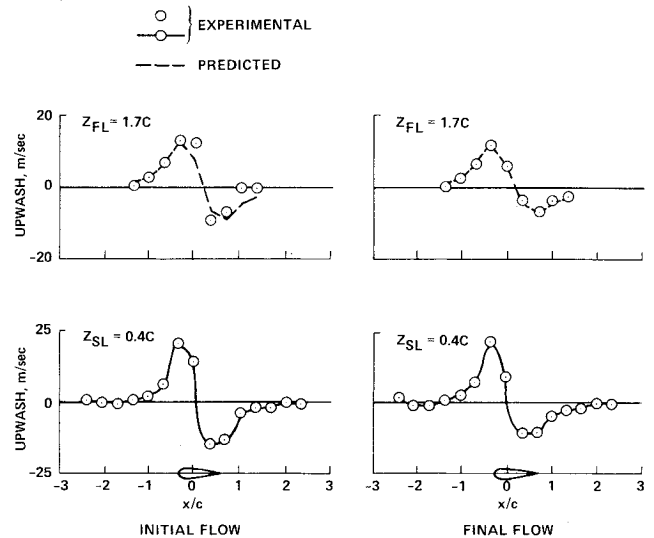 EXPERIMENTAL
PREDICTED
Z_FL = 1.7C
Z_FL = 1.7C
UPWASH, m/sec
20
0
-20
Z_SL = 0.4C
Z_SL = 0.4C
UPWASH, m/sec
25
0
-25
-3 -2 -1 0 1 2 3
-3 -2 -1 0 1 2 3
x/c
x/c
INITIAL FLOW
FINAL FLOW